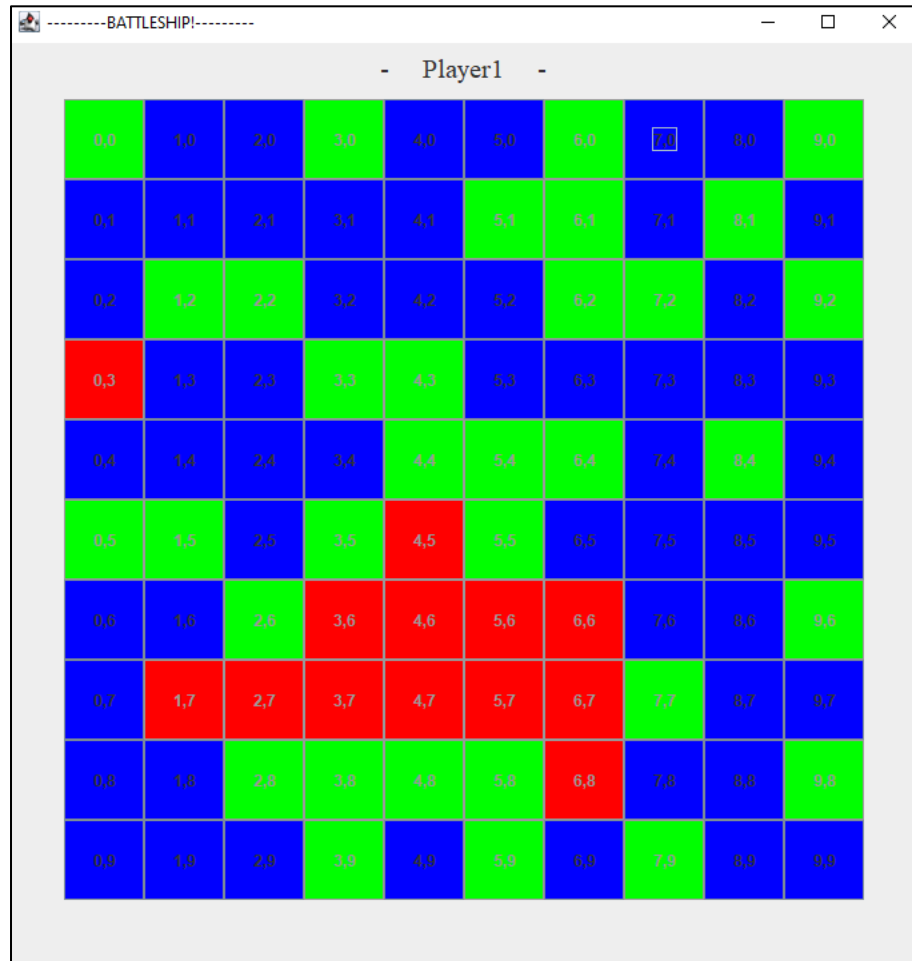 ---------BATTLESHIP!---------
- Player1 -
0,0 1,0 2,0 3,0 4,0 5,0 6,0 7,0 8,0 9,0
0,1 1,1 2,1 3,1 4,1 5,1 6,1 7,1 8,1 9,1
0,2 1,2 2,2 3,2 4,2 5,2 6,2 7,2 8,2 9,2
0,3 1,3 2,3 3,3 4,3 5,3 6,3 7,3 8,3 9,3
0,4 1,4 2,4 3,4 4,4 5,4 6,4 7,4 8,4 9,4
0,5 1,5 2,5 3,5 4,5 5,5 6,5 7,5 8,5 9,5
0,6 1,6 2,6 3,6 4,6 5,6 6,6 7,6 8,6 9,6
0,7 1,7 2,7 3,7 4,7 5,7 6,7 7,7 8,7 9,7
0,8 1,8 2,8 3,8 4,8 5,8 6,8 7,8 8,8 9,8
0,9 1,9 2,9 3,9 4,9 5,9 6,9 7,9 8,9 9,9